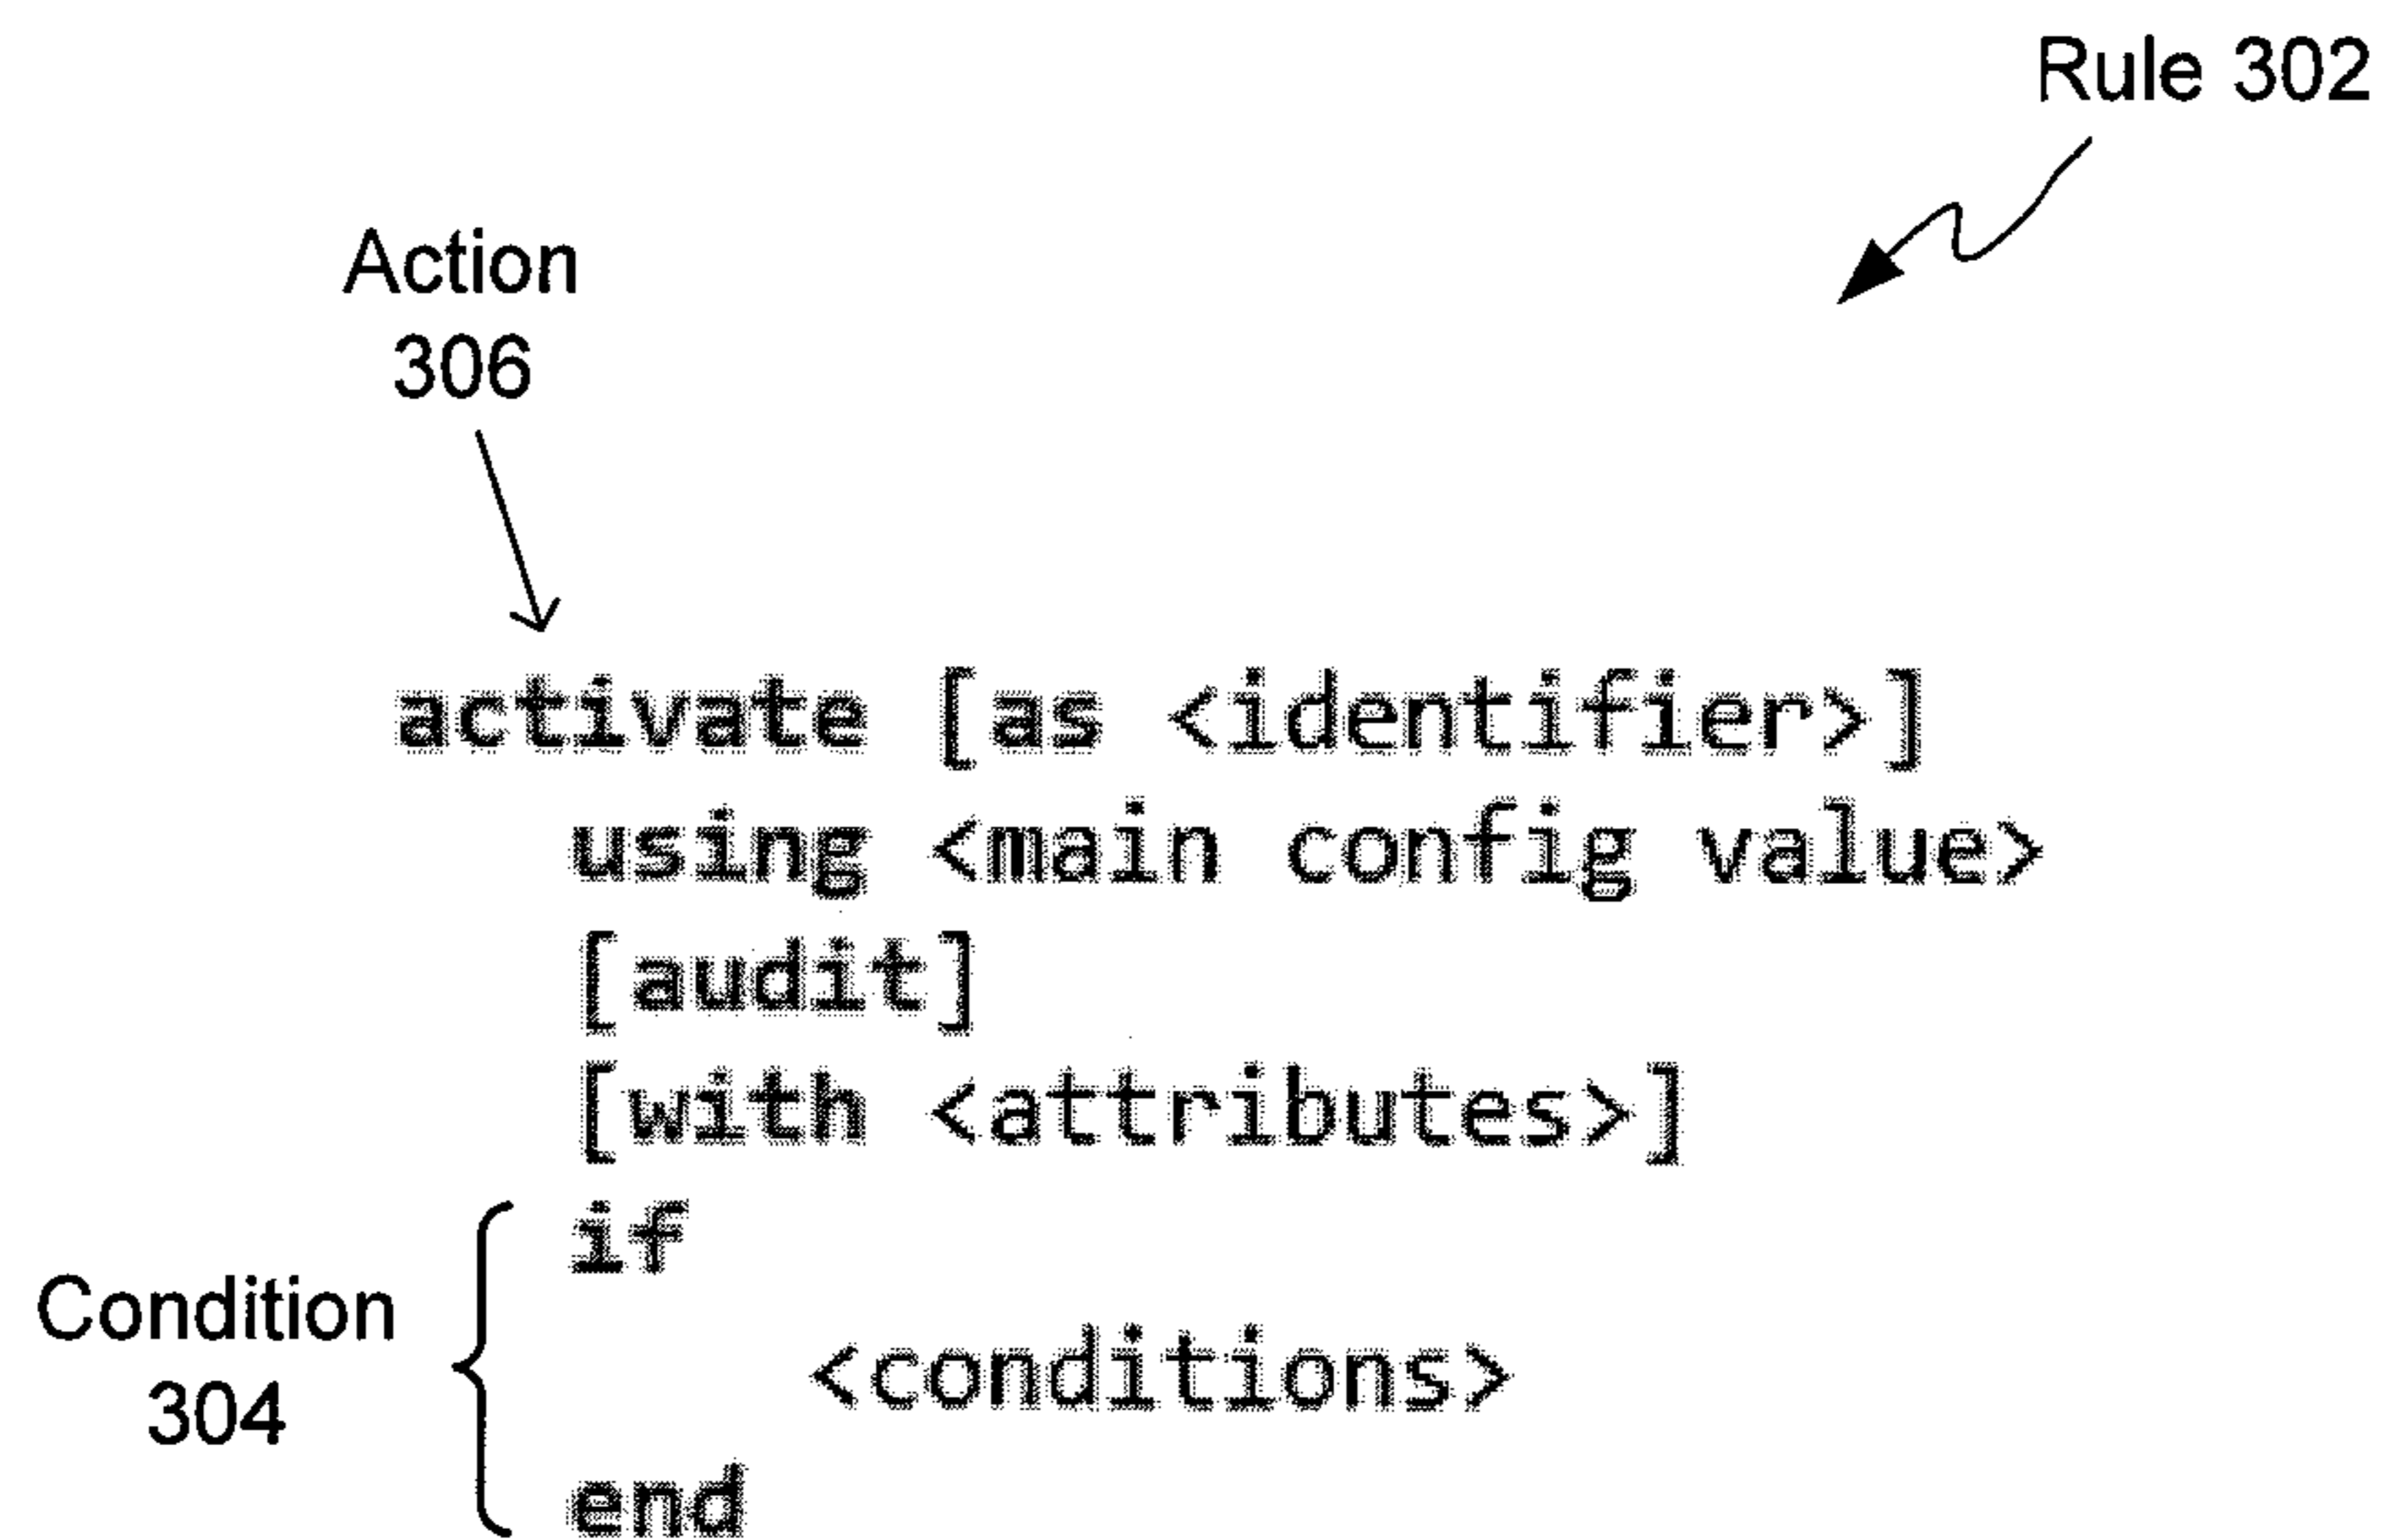 Rule 302
Action
306
activate [as <identifier>]
using <main config value>
[audit]
[with <attributes>]
if
Condition
304
<conditions>
end